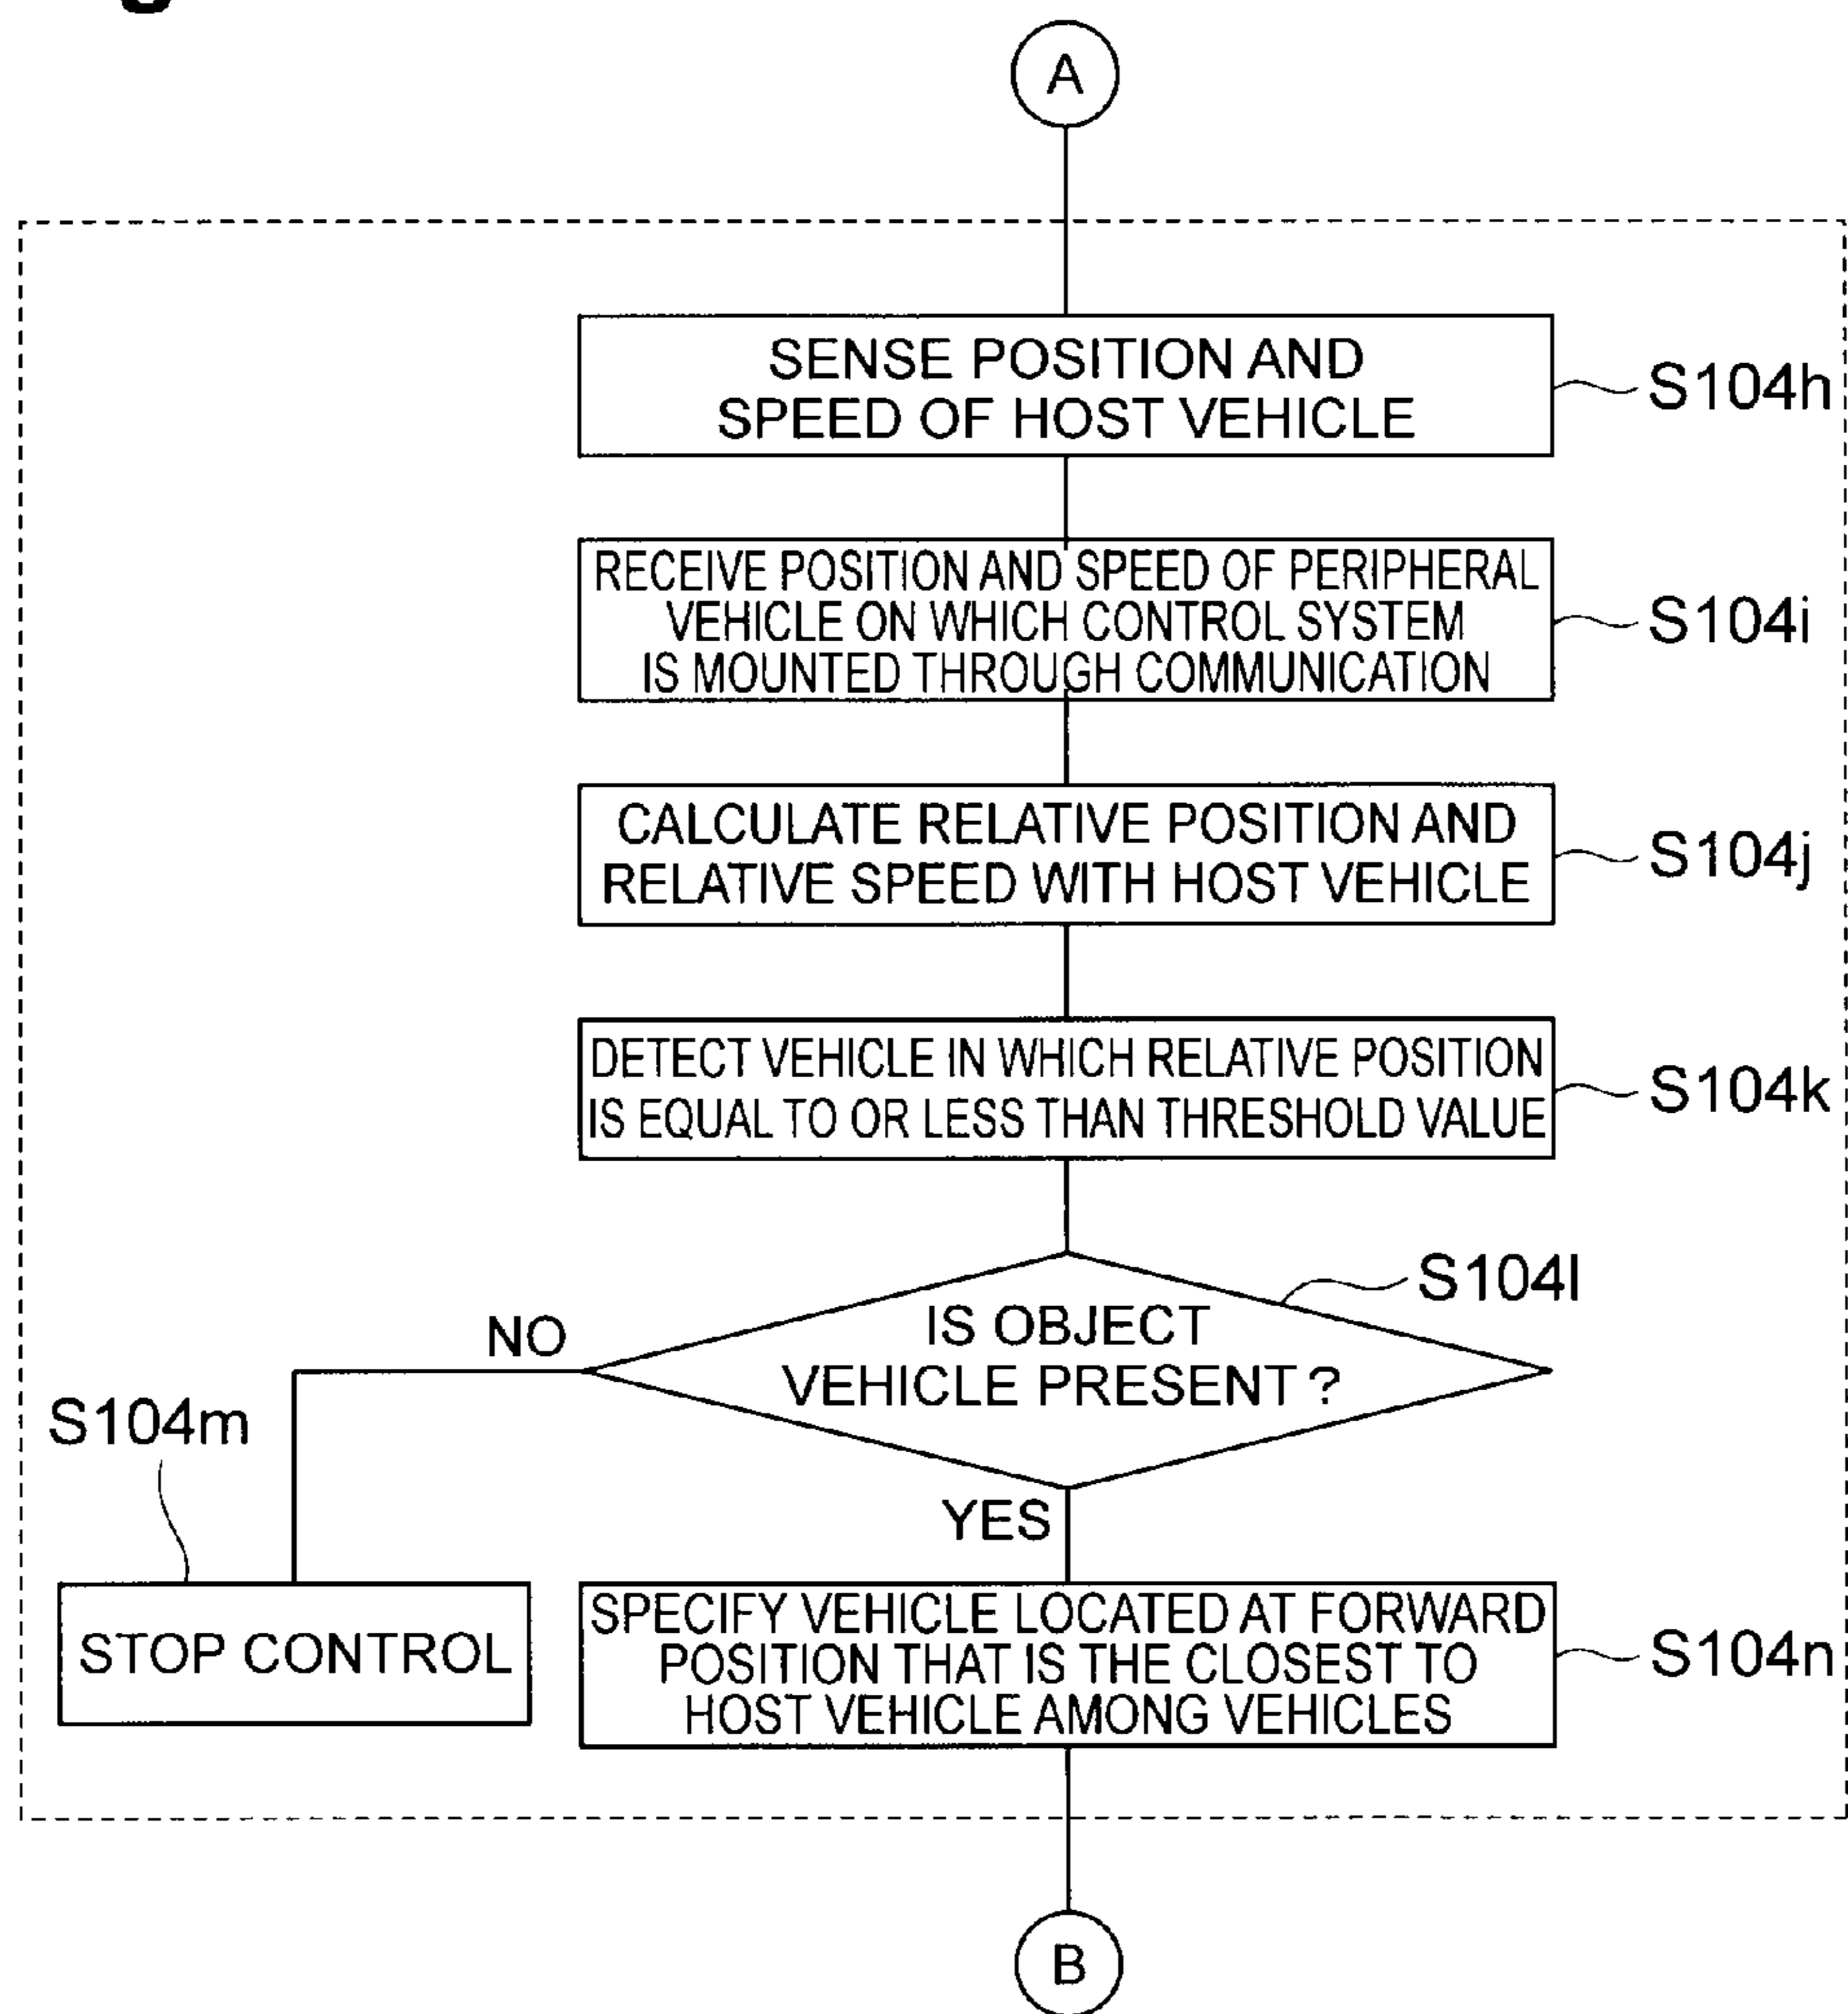 A
SENSE POSITION AND
SPEED OF HOST VEHICLE
S104h
RECEIVE POSITION AND SPEED OF PERIPHERAL
VEHICLE ON WHICH CONTROL SYSTEM
IS MOUNTED THROUGH COMMUNICATION
S104i
CALCULATE RELATIVE POSITION AND
RELATIVE SPEED WITH HOST VEHICLE
S104j
DETECT VEHICLE IN WHICH RELATIVE POSITION
IS EQUAL TO OR LESS THAN THRESHOLD VALUE
S104k
S104l
IS OBJECT
VEHICLE PRESENT ?
NO
YES
S104m
STOP CONTROL
SPECIFY VEHICLE LOCATED AT FORWARD
POSITION THAT IS THE CLOSEST TO
HOST VEHICLE AMONG VEHICLES
S104n
B